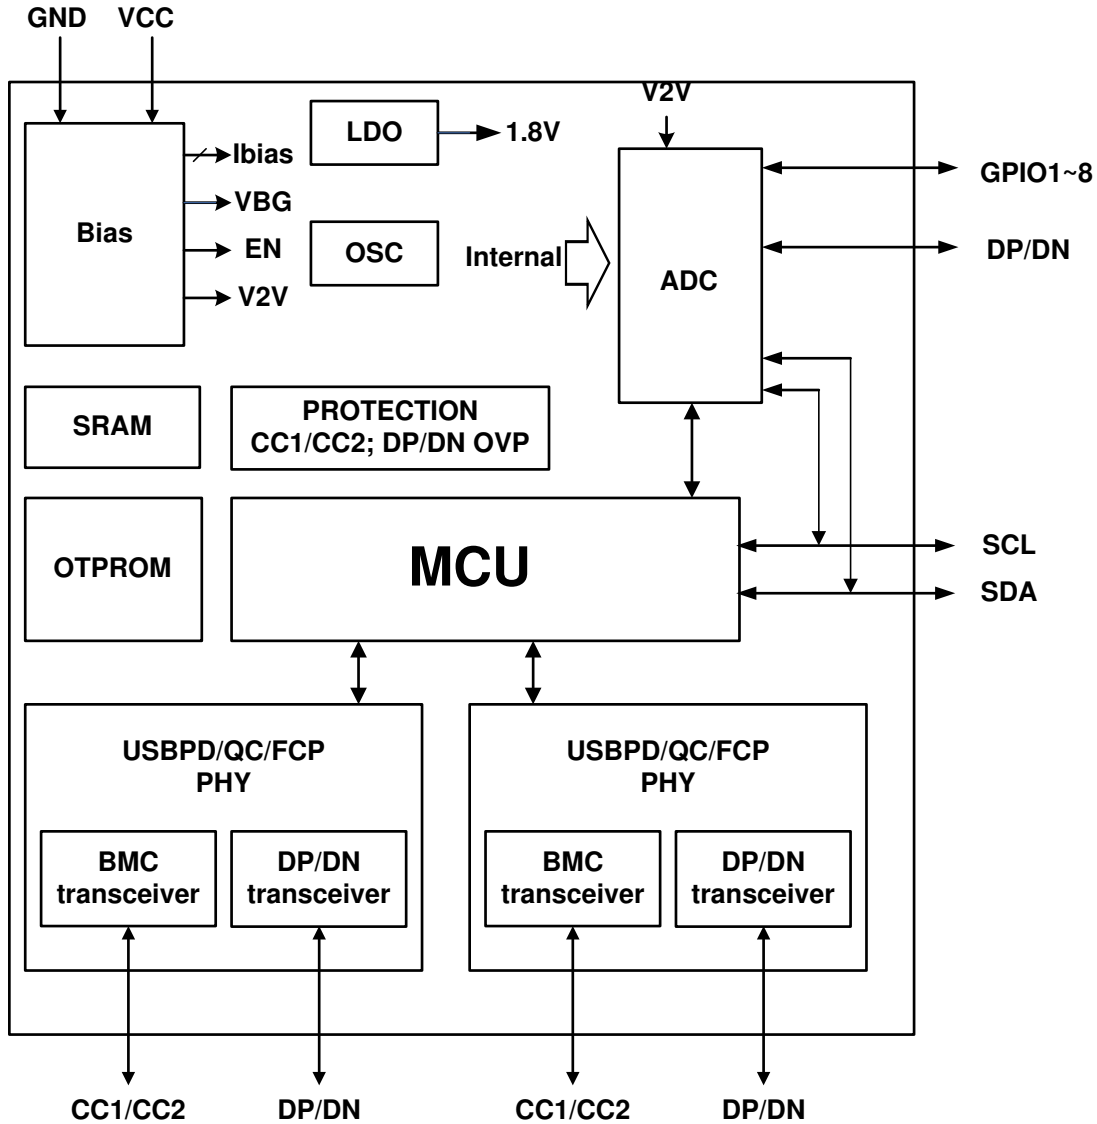 GND
VCC
V2V
LDO
1.8V
Ibias
GPIO1~8
VBG
Bias
EN
OSC
Internal
DP/DN
V2V
ADC
SRAM
PROTECTION
CC1/CC2; DP/DN OVP
OTPROM
MCU
SCL
SDA
USBPD/QC/FCP
PHY
BMC
transceiver
DP/DN
transceiver
USBPD/QC/FCP
PHY
BMC
transceiver
DP/DN
transceiver
CC1/CC2
DP/DN
CC1/CC2
DP/DN